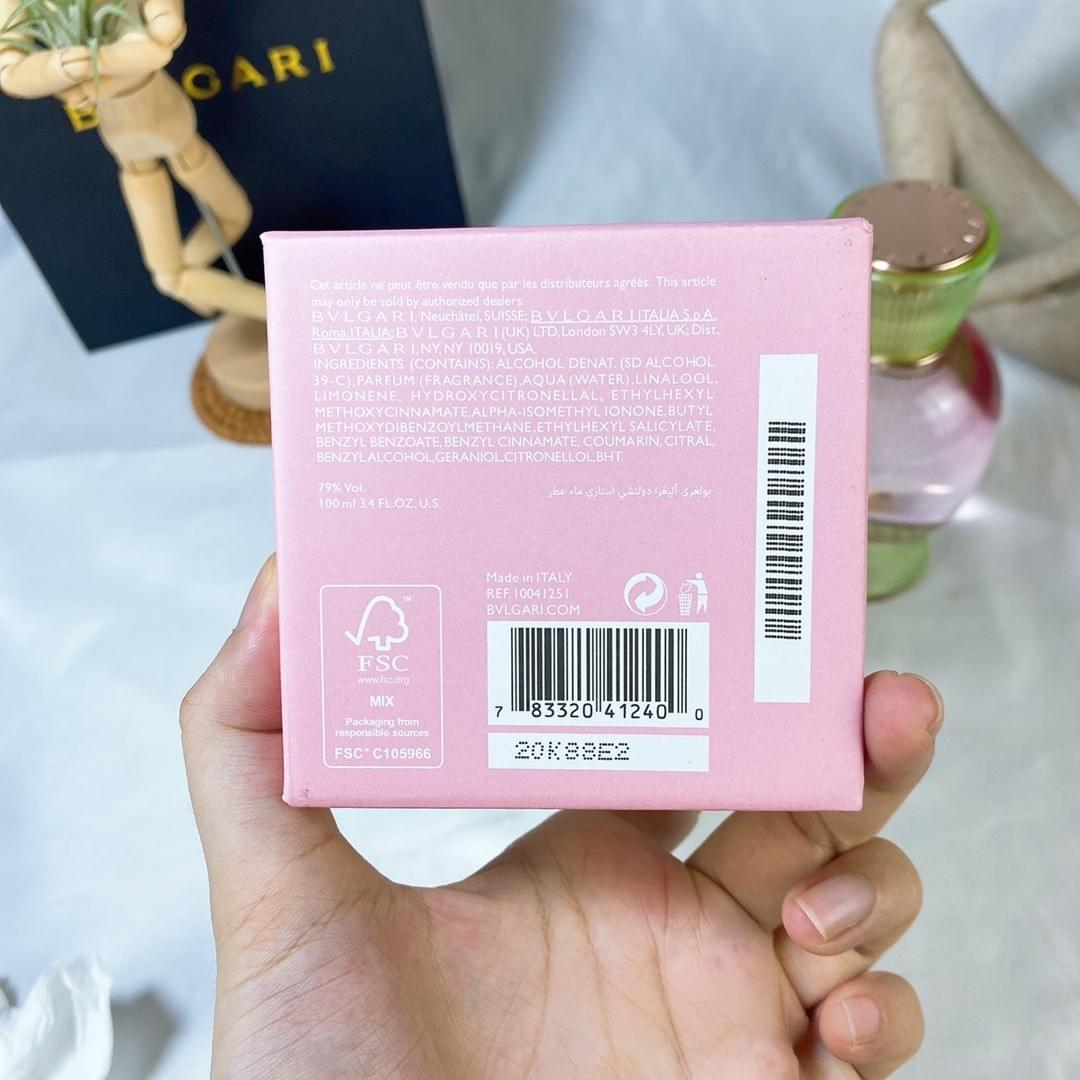 BVLGARI
Cet article ne peut être vendu que par les distributeurs agréés. This article
may only be sold by authorized dealers.
BVLGARI, Neuchâtel, SUISSE; BVLGARI ITALIA S.p.A.
Roma, ITALIA; BVLGARI (UK) LTD, London SW3 4LY, UK; Dist.
BVLGARI, NY, NY 10019, USA.
INGREDIENTS (CONTAINS): ALCOHOL DENAT. (SD ALCOHOL
39-C), PARFUM (FRAGRANCE), AQUA (WATER), LINALOOL,
LIMONENE, HYDROXYCITRONELLAL, ETHYLHEXYL
METHOXYCINNAMATE, ALPHA-ISOMETHYL IONONE, BUTYL
METHOXYDIBENZOYLMETHANE, ETHYLHEXYL SALICYLATE,
BENZYL BENZOATE, BENZYL CINNAMATE, COUMARIN, CITRAL,
BENZYL ALCOHOL, GERANIOL, CITRONELLOL, BHT.
79% Vol.
100 ml 3.4 FL.OZ. U.S.
بولغري أليغرا دولتشي استازي ماء عطر
Made in ITALY
REF. 10041251
BVLGARI.COM
FSC
www.fsc.org
MIX
Packaging from
responsible sources
FSC™ C105966
7 83320 41240 0
20K88E2